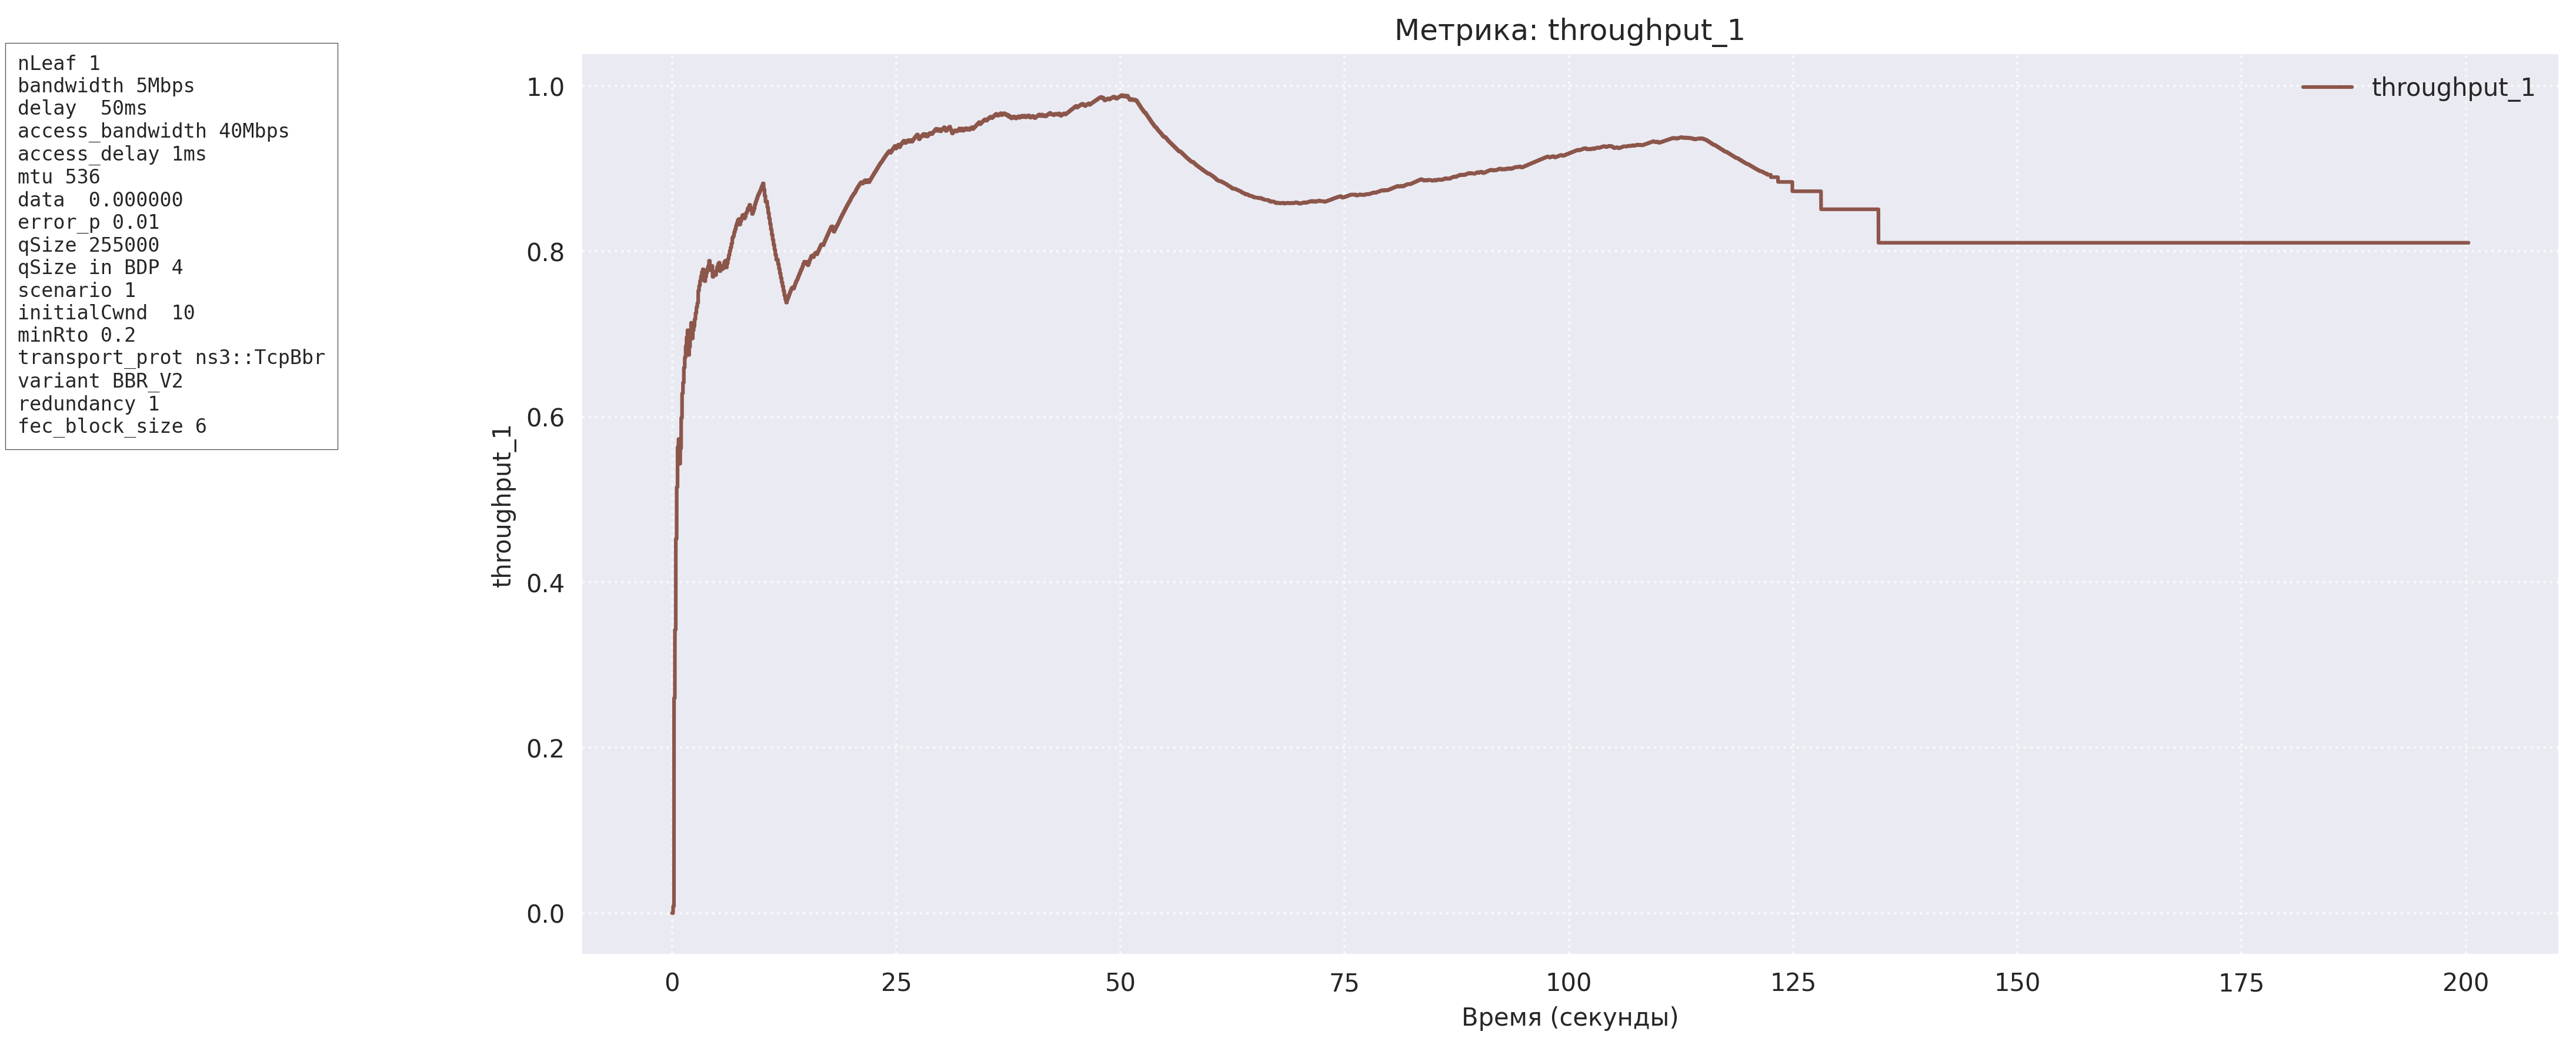 Метрика: throughput_1
nLeaf 1
bandwidth 5Mbps
delay  50ms
access_bandwidth 40Mbps
access_delay 1ms
mtu 536
data  0.000000
error_p 0.01
qSize 255000
qSize in BDP 4
scenario 1
initialCwnd  10
minRto 0.2
transport_prot ns3::TcpBbr
variant BBR_V2
redundancy 1
fec_block_size 6
throughput_1
throughput_1
1.0
0.8
0.6
0.4
0.2
0.0
0 25 50 75 100 125 150 175 200
Время (секунды)